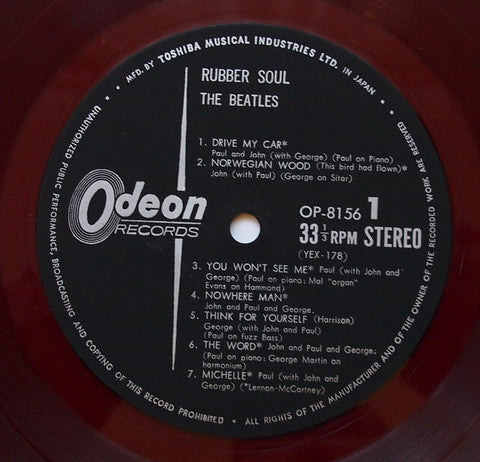 MFD. BY TOSHIBA MUSICAL INDUSTRIES LTD. IN JAPAN
RUBBER SOUL
THE BEATLES
1. DRIVE MY CAR*
Paul and John (with George) (Paul on Piano)
2. NORWEGIAN WOOD (This bird had flown)*
John (with Paul) (George on Sitar)
Odeon
RECORDS
OP-8156 1
33 1/3 RPM STEREO
(YEX-178)
3. YOU WON'T SEE ME* Paul (with John and
George) (Paul on piano; Mal "organ"
Evans on Hammond)
4. NOWHERE MAN*
John and Paul and George.
5. THINK FOR YOURSELF (Harrison)
George (with John and Paul)
(Paul on fuzz Bass)
6. THE WORD* John and Paul and George.
(Paul on piano: George Martin on
harmonium)
7. MICHELLE* Paul (with John and
George) (*Lennon-McCartney)
UNAUTHORIZED PUBLIC PERFORMANCE, BROADCASTING AND COPYING OF THIS RECORD PROHIBITED • ALL RIGHTS OF THE MANUFACTURER AND OF THE OWNER OF THE RECORDED WORK ARE RESERVED